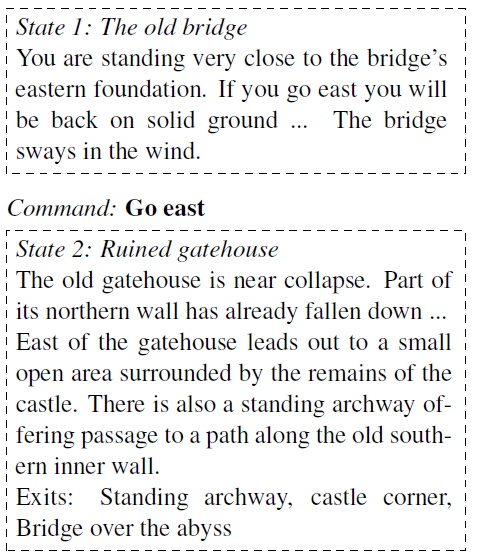 State 1: The old bridge
You are standing very close to the bridge's
eastern foundation. If you go east you will
be back on solid ground ... The bridge
sways in the wind.
Command: Go east
State 2: Ruined gatehouse
The old gatehouse is near collapse. Part of
its northern wall has already fallen down ...
East of the gatehouse leads out to a small
open area surrounded by the remains of the
castle. There is also a standing archway of-
fering passage to a path along the old south-
ern inner wall.
Exits: Standing archway, castle corner,
Bridge over the abyss